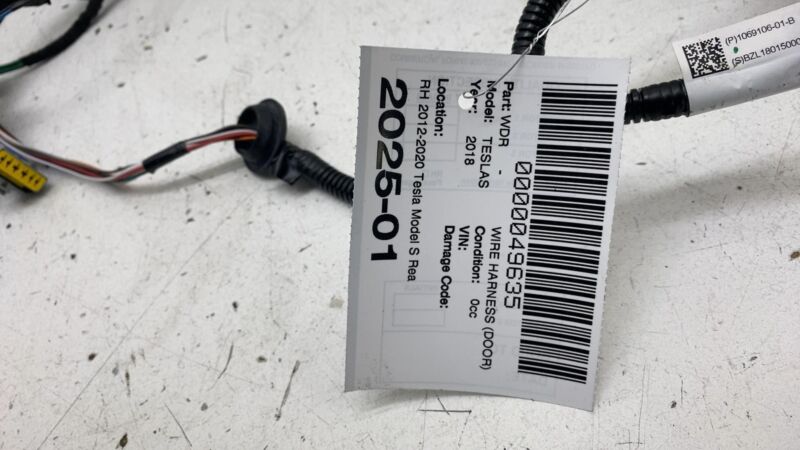 0000049635
Part: WDR - WIRE HARNESS (DOOR)
Model: TESLAS Condition: 0cc
Year: 2018 VIN:
Damage Code:
Location:
RH 2012-2020 Tesla Model S Rea
2025-01
(P)1069106-01-B
(S)BZL18015000